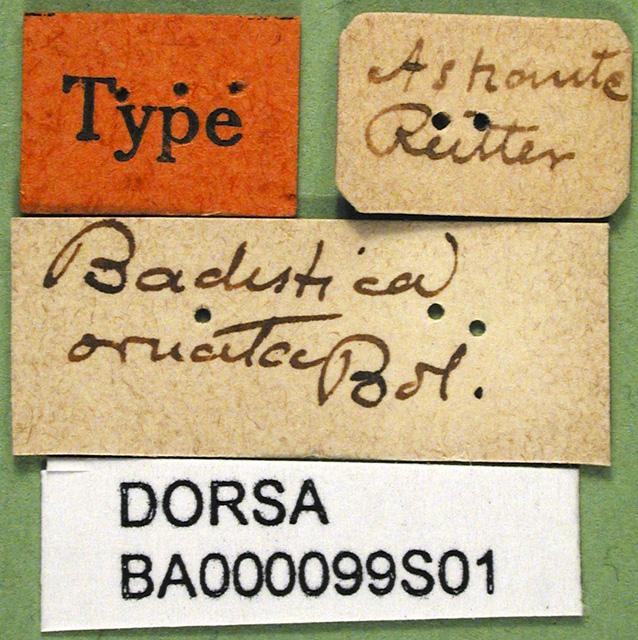 Type
Ashante
Reitter
Badistica
ornata Bol.
DORSA
BA000099S01